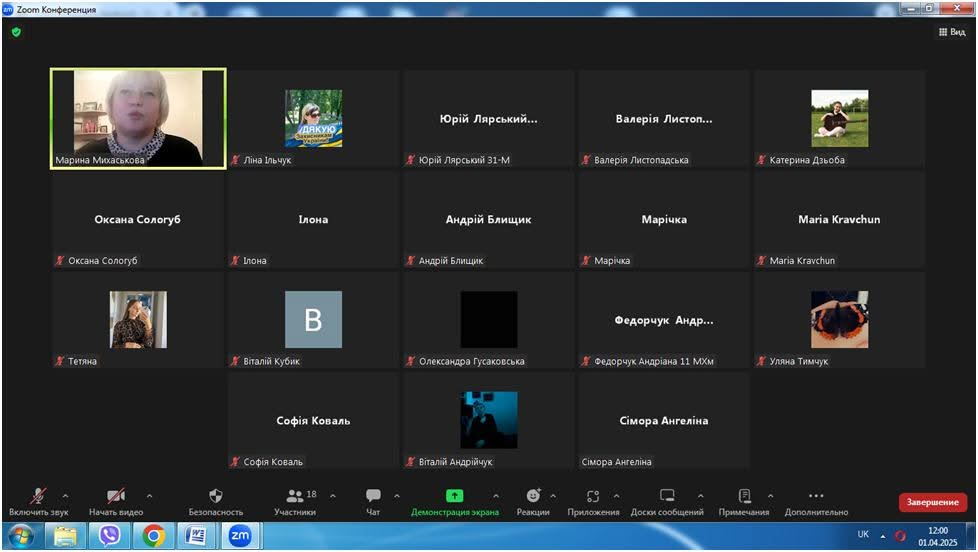 zm Zoom Конференция
Вид
Марина Михаськова
ДЯКУЮ
Захисникам
України
Ліна Ільчук
Юрій Лярський...
Юрій Лярський 31-М
Валерія Листоп...
Валерія Листопадська
Катерина Дзьоба
Оксана Сологуб
Оксана Сологуб
Ілона
Ілона
Андрій Блищик
Андрій Блищик
Марічка
Марічка
Maria Kravchun
Maria Kravchun
Тетяна
В
Віталій Кубик
Олександра Гусаковська
Федорчук Андр...
Федорчук Андріана 11 МХм
Уляна Тимчук
Софія Коваль
Софія Коваль
Віталій Андрійчук
Сімора Ангеліна
Сімора Ангеліна
Включить звук
Начать видео
Безопасность
18
Участники
Чат
Демонстрация экрана
Реакции
Приложения
Доски сообщений
Примечания
Дополнительно
Завершение
W
zm
UK
12:00
01.04.2025